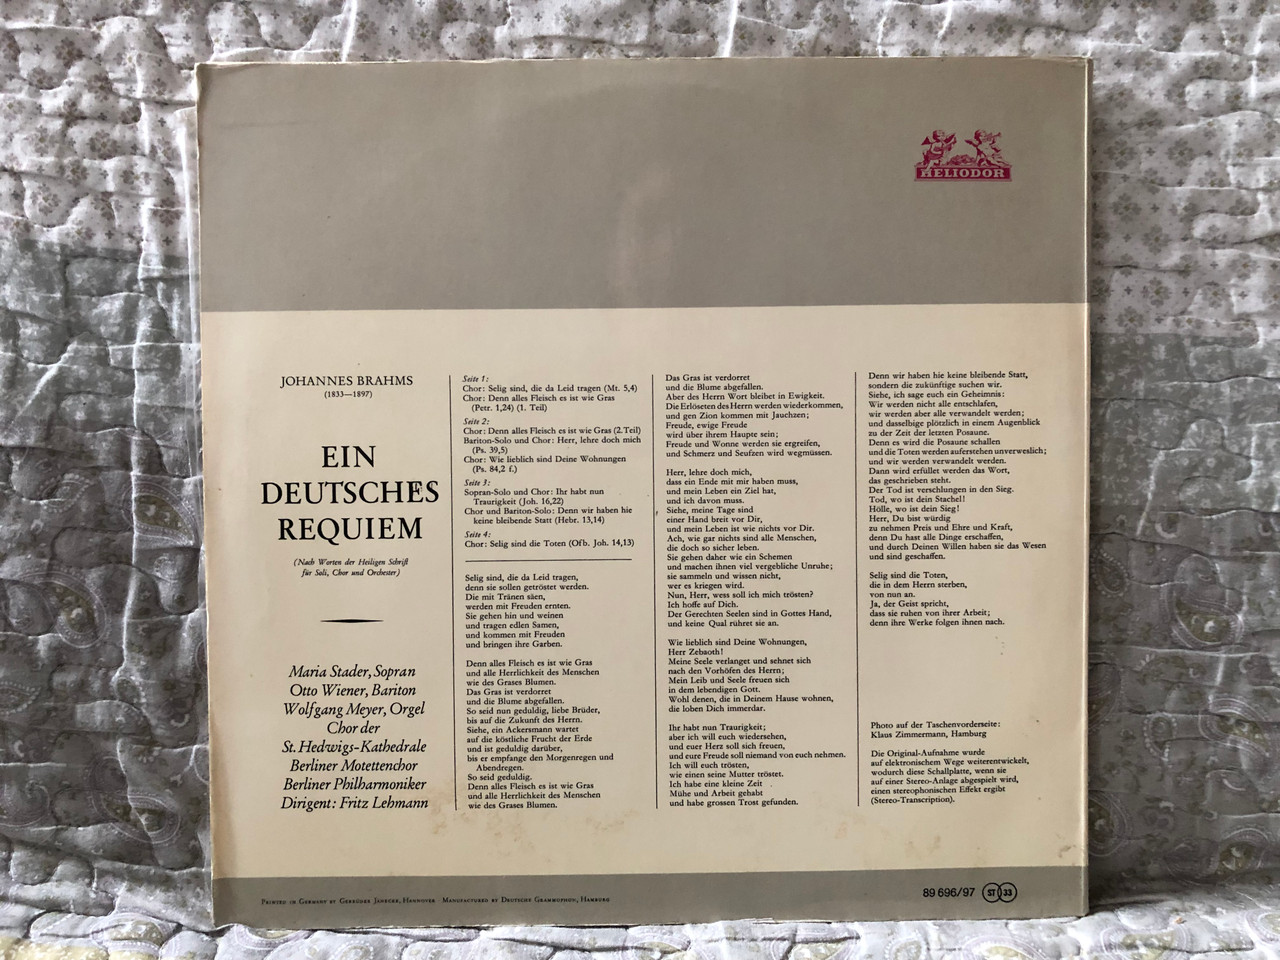 HELIODOR
JOHANNES BRAHMS
(1833—1897)
EIN
DEUTSCHES
REQUIEM
(Nach Worten der Heiligen Schrift
für Soli, Chor und Orchester)
Maria Stader, Sopran
Otto Wiener, Bariton
Wolfgang Meyer, Orgel
Chor der
St. Hedwigs-Kathedrale
Berliner Motettenchor
Berliner Philharmoniker
Dirigent: Fritz Lehmann
Seite 1:
Chor: Selig sind, die da Leid tragen (Mt. 5,4)
Chor: Denn alles Fleisch es ist wie Gras
(Petr. 1,24) (1. Teil)
Seite 2:
Chor: Denn alles Fleisch es ist wie Gras (2. Teil)
Bariton-Solo und Chor: Herr, lehre doch mich
(Ps. 39,5)
Chor: Wie lieblich sind Deine Wohnungen
(Ps. 84,2 f.)
Seite 3:
Sopran-Solo und Chor: Ihr habt nun
Traurigkeit (Joh. 16,22)
Chor und Bariton-Solo: Denn wir haben hie
keine bleibende Statt (Hebr. 13,14)
Seite 4:
Chor: Selig sind die Toten (Ofb. Joh. 14,13)
Selig sind, die da Leid tragen,
denn sie sollen getröstet werden.
Die mit Tränen säen,
werden mit Freuden ernten.
Sie gehen hin und weinen
und tragen edlen Samen,
und kommen mit Freuden
und bringen ihre Garben.
Denn alles Fleisch es ist wie Gras
und alle Herrlichkeit des Menschen
wie des Grases Blumen.
Das Gras ist verdorret
und die Blume abgefallen.
So seid nun geduldig, liebe Brüder,
bis auf die Zukunft des Herrn.
Siehe, ein Ackersmann wartet
auf die köstliche Frucht der Erde
und ist geduldig darüber,
bis er empfange den Morgenregen und
Abendregen.
So seid geduldig.
Denn alles Fleisch es ist wie Gras
und alle Herrlichkeit des Menschen
wie des Grases Blumen.
Das Gras ist verdorret
und die Blume abgefallen.
Aber des Herrn Wort bleibet in Ewigkeit.
Die Erlöseten des Herrn werden wiederkommen,
und gen Zion kommen mit Jauchzen;
Freude, ewige Freude
wird über ihrem Haupte sein;
Freude und Wonne werden sie ergreifen,
und Schmerz und Seufzen wird wegmüssen.
Herr, lehre doch mich,
dass ein Ende mit mir haben muss,
und mein Leben ein Ziel hat,
und ich davon muss.
Siehe, meine Tage sind
einer Hand breit vor Dir,
und mein Leben ist wie nichts vor Dir.
Ach, wie gar nichts sind alle Menschen,
die doch so sicher leben.
Sie gehen daher wie ein Schemen
und machen ihnen viel vergebliche Unruhe;
sie sammeln und wissen nicht,
wer es kriegen wird.
Nun, Herr, wess soll ich mich trösten?
Ich hoffe auf Dich.
Der Gerechten Seelen sind in Gottes Hand,
und keine Qual rühret sie an.
Wie lieblich sind Deine Wohnungen,
Herr Zebaoth!
Meine Seele verlanget und sehnet sich
nach den Vorhöfen des Herrn;
Mein Leib und Seele freuen sich
in dem lebendigen Gott.
Wohl denen, die in Deinem Hause wohnen,
die loben Dich immerdar.
Ihr habt nun Traurigkeit;
aber ich will euch wiedersehen,
und euer Herz soll sich freuen,
und eure Freude soll niemand von euch nehmen.
Ich will euch trösten,
wie einen seine Mutter tröstet.
Ich habe eine kleine Zeit
Mühe und Arbeit gehabt
und habe grossen Trost gefunden.
Denn wir haben hie keine bleibende Statt,
sondern die zukünftige suchen wir.
Siehe, ich sage euch ein Geheimnis:
Wir werden nicht alle entschlafen,
wir werden aber alle verwandelt werden;
und dasselbige plötzlich in einem Augenblick
zu der Zeit der letzten Posaune.
Denn es wird die Posaune schallen
und die Toten werden auferstehen unverweslich;
und wir werden verwandelt werden.
Dann wird erfüllet werden das Wort,
das geschrieben steht.
Der Tod ist verschlungen in den Sieg.
Tod, wo ist dein Stachel!
Hölle, wo ist dein Sieg!
Herr, Du bist würdig
zu nehmen Preis und Ehre und Kraft,
denn Du hast alle Dinge erschaffen,
und durch Deinen Willen haben sie das Wesen
und sind geschaffen.
Selig sind die Toten,
die in dem Herrn sterben,
von nun an.
Ja, der Geist spricht,
dass sie ruhen von ihrer Arbeit;
denn ihre Werke folgen ihnen nach.
Photo auf der Taschenvorderseite:
Klaus Zimmermann, Hamburg
Die Original-Aufnahme wurde
auf elektronischem Wege weiterentwickelt,
wodurch diese Schallplatte, wenn sie
auf einer Stereo-Anlage abgespielt wird,
einen stereophonischen Effekt ergibt
(Stereo-Transcription).
PRINTED IN GERMANY BY GEBRÜDER JÄNECKE, HANNOVER MANUFACTURED BY DEUTSCHE GRAMMOPHON, HAMBURG
89 696/97 ST 33